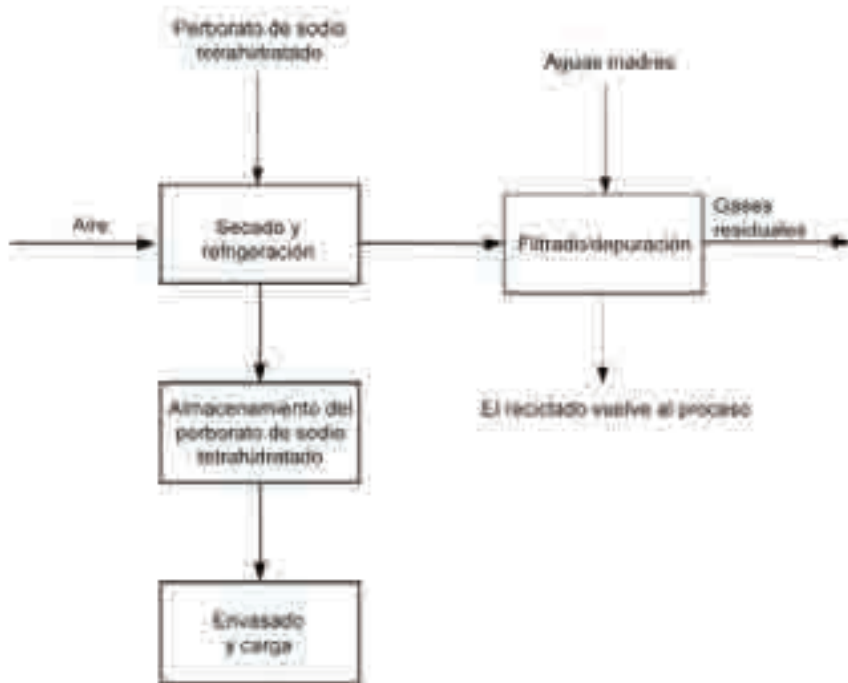 Perborato de sodio
tetrahidratado
Aguas madres
Aire
Secado y
refrigeración
Filtrado/depuración
Gases
residuales
Almacenamiento del
perborato de sodio
tetrahidratado
El reciclado vuelve al proceso
Envasado
y carga